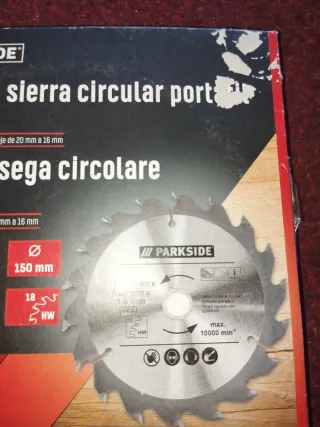 DE
sierra circular port
je de 20 mm a 16 mm
sega circolare
mm a 16 mm
Ø
150 mm
18
HW
/// PARKSIDE
HW
max.
10000 min⁻¹